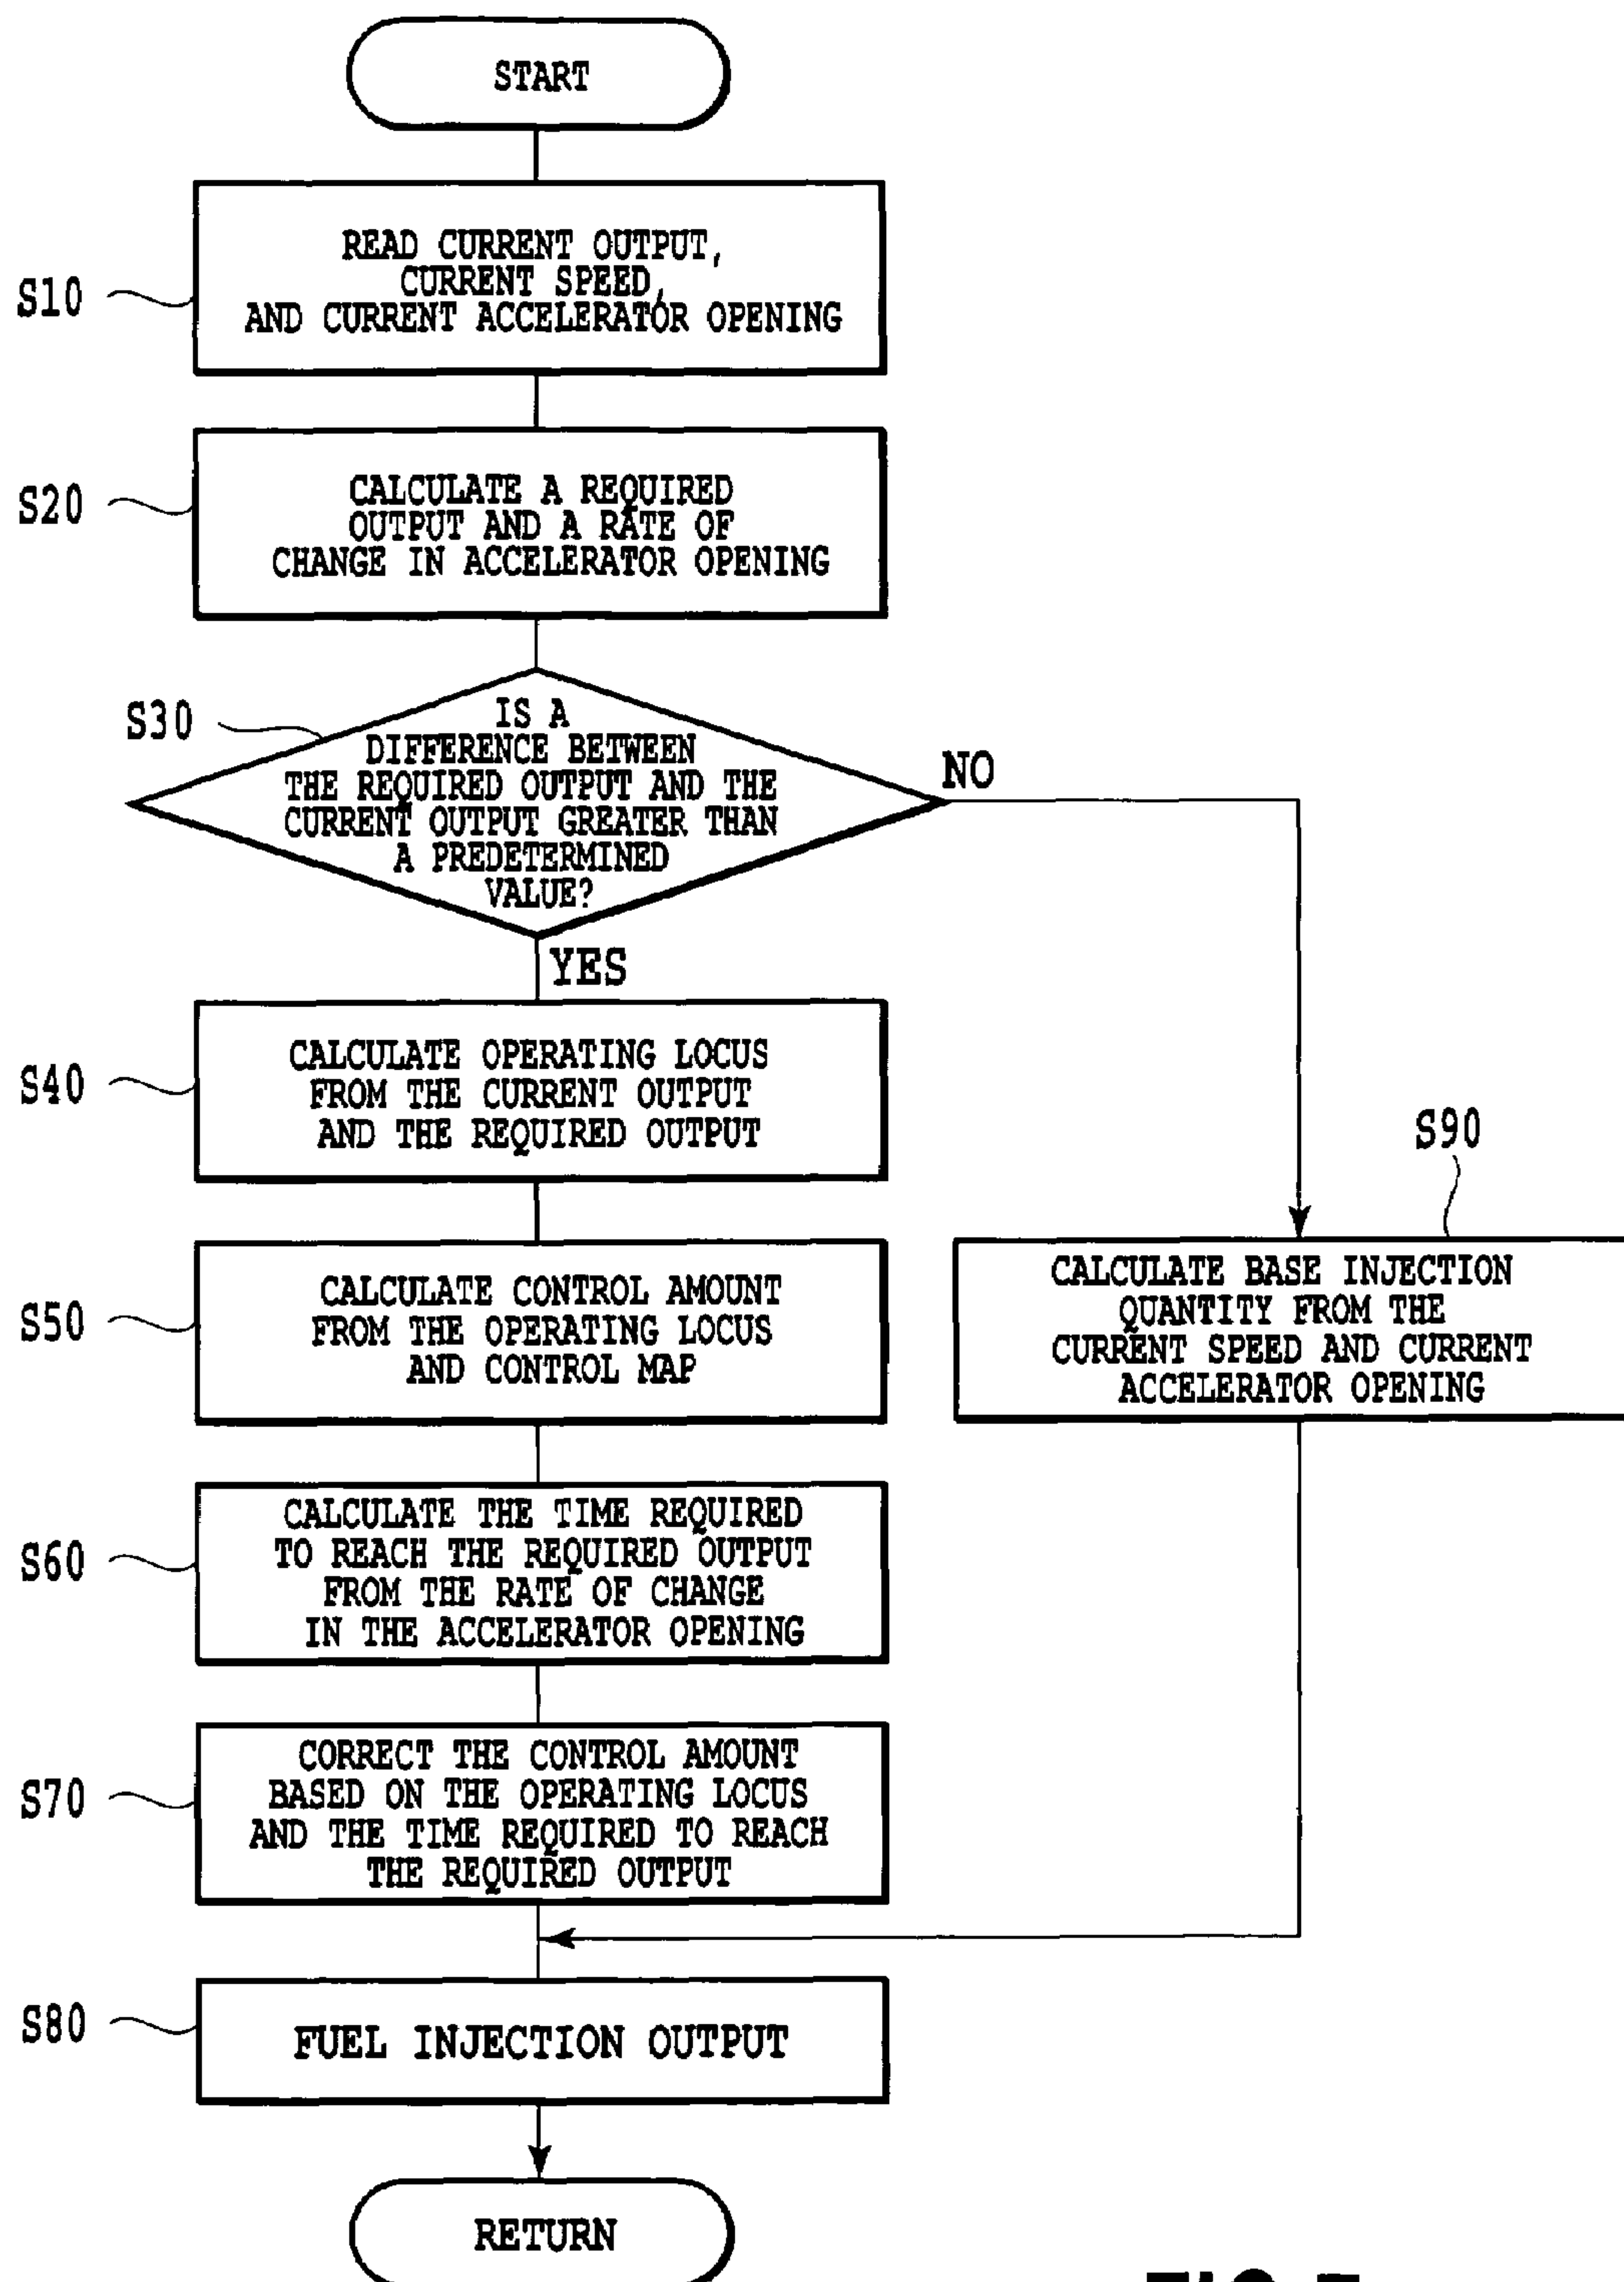 START
S10
READ CURRENT OUTPUT,
CURRENT SPEED,
AND CURRENT ACCELERATOR OPENING
S20
CALCULATE A REQUIRED
OUTPUT AND A RATE OF
CHANGE IN ACCELERATOR OPENING
S30
IS A
DIFFERENCE BETWEEN
THE REQUIRED OUTPUT AND THE
CURRENT OUTPUT GREATER THAN
A PREDETERMINED
VALUE?
NO
YES
S40
CALCULATE OPERATING LOCUS
FROM THE CURRENT OUTPUT
AND THE REQUIRED OUTPUT
S50
CALCULATE CONTROL AMOUNT
FROM THE OPERATING LOCUS
AND CONTROL MAP
S90
CALCULATE BASE INJECTION
QUANTITY FROM THE
CURRENT SPEED AND CURRENT
ACCELERATOR OPENING
S60
CALCULATE THE TIME REQUIRED
TO REACH THE REQUIRED OUTPUT
FROM THE RATE OF CHANGE
IN THE ACCELERATOR OPENING
S70
CORRECT THE CONTROL AMOUNT
BASED ON THE OPERATING LOCUS
AND THE TIME REQUIRED TO REACH
THE REQUIRED OUTPUT
S80
FUEL INJECTION OUTPUT
RETURN